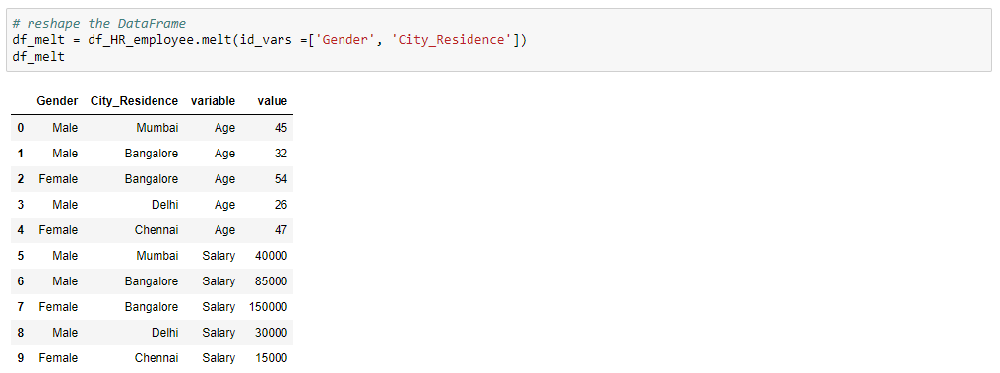 # reshape the DataFrame
df_melt = df_HR_employee.melt(id_vars =['Gender', 'City_Residence'])
df_melt
Gender City_Residence variable value
0 Male Mumbai Age 45
1 Male Bangalore Age 32
2 Female Bangalore Age 54
3 Male Delhi Age 26
4 Female Chennai Age 47
5 Male Mumbai Salary 40000
6 Male Bangalore Salary 85000
7 Female Bangalore Salary 150000
8 Male Delhi Salary 30000
9 Female Chennai Salary 15000